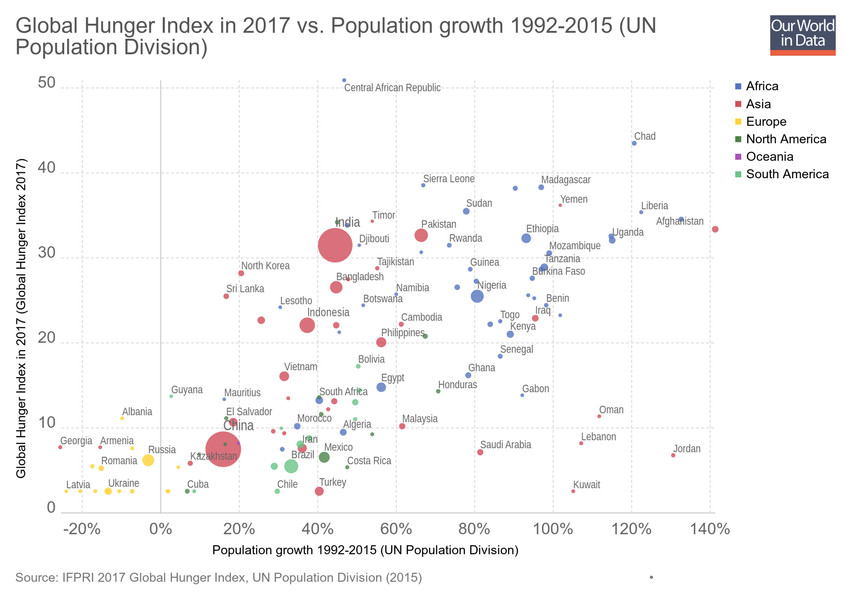 Global Hunger Index in 2017 vs. Population growth 1992-2015 (UN
Population Division)
Our World
in Data
Global Hunger Index in 2017 (Global Hunger Index 2017)
50
40
30
20
10
0
Central African Republic
Chad
Sierra Leone
Madagascar
Yemen
Sudan
Liberia
Timor
India
Afghanistan
Pakistan
Ethiopia
Uganda
Djibouti
Rwanda
Mozambique
Tanzania
North Korea
Tajikistan
Guinea
Burkina Faso
Bangladesh
Sri Lanka
Namibia
Nigeria
Lesotho
Botswana
Benin
Indonesia
Cambodia
Togo
Iraq
Philippines
Kenya
Senegal
Bolivia
Vietnam
Ghana
Egypt
Guyana
Mauritius
South Africa
Honduras
Gabon
Albania
El Salvador
Oman
China
Morocco
Algeria
Malaysia
Georgia
Armenia
Iran
Lebanon
Russia
Kazakhstan
Brazil
Mexico
Saudi Arabia
Jordan
Romania
Costa Rica
Latvia
Ukraine
Cuba
Chile
Turkey
Kuwait
-20%
0%
20%
40%
60%
80%
100%
120%
140%
Population growth 1992-2015 (UN Population Division)
Africa
Asia
Europe
North America
Oceania
South America
Source: IFPRI 2017 Global Hunger Index, UN Population Division (2015)